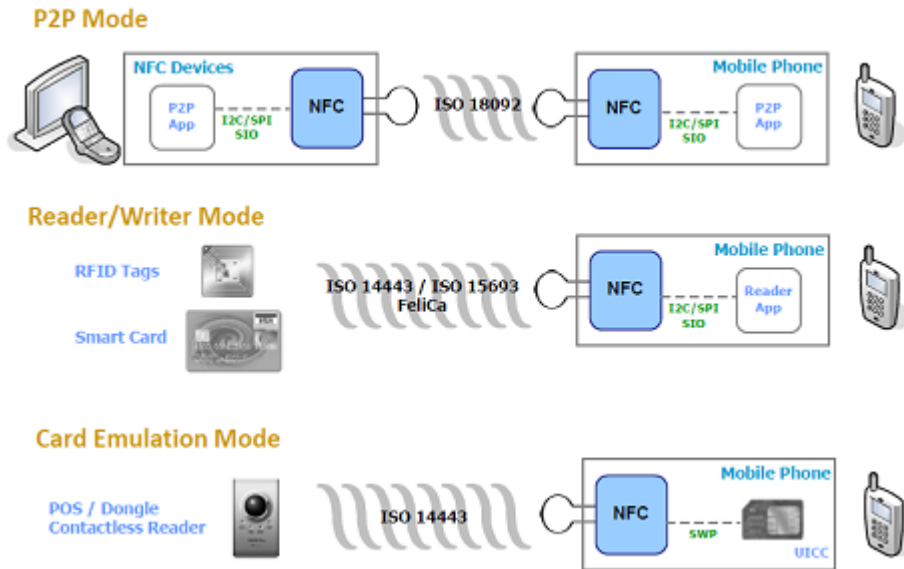 P2P Mode
NFC Devices
P2P
App
I2C/SPI
SIO
NFC
ISO 18092
Mobile Phone
NFC
I2C/SPI
SIO
P2P
App
Reader/Writer Mode
RFID Tags
Smart Card
ISO 14443 / ISO 15693
FeliCa
Mobile Phone
NFC
I2C/SPI
SIO
Reader
App
Card Emulation Mode
POS / Dongle
Contactless Reader
ISO 14443
Mobile Phone
NFC
SWP
UICC